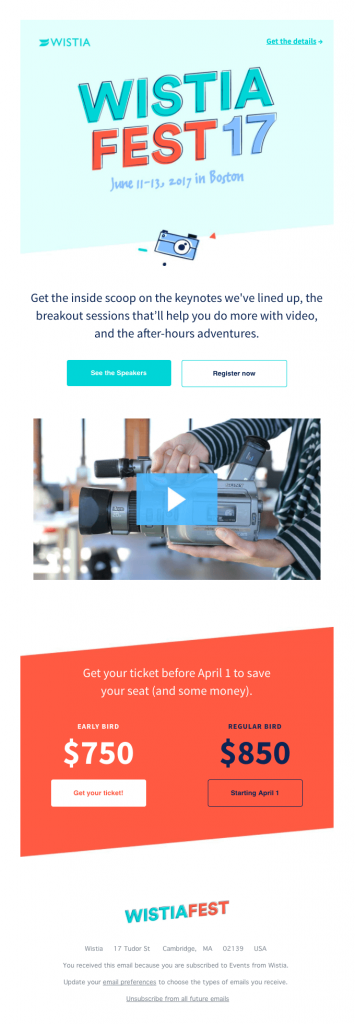 WISTIA
Get the details →
WISTIA
FEST 17
June 11-13, 2017 in Boston
Get the inside scoop on the keynotes we've lined up, the
breakout sessions that'll help you do more with video,
and the after-hours adventures.
See the Speakers
Register now
Get your ticket before April 1 to save
your seat (and some money).
EARLY BIRD
REGULAR BIRD
$750
$850
Get your ticket!
Starting April 1
WISTIAFEST
Wistia 17 Tudor St Cambridge, MA 02139 USA
You received this email because you are subscribed to Events from Wistia.
Update your email preferences to choose the types of emails you receive.
Unsubscribe from all future emails